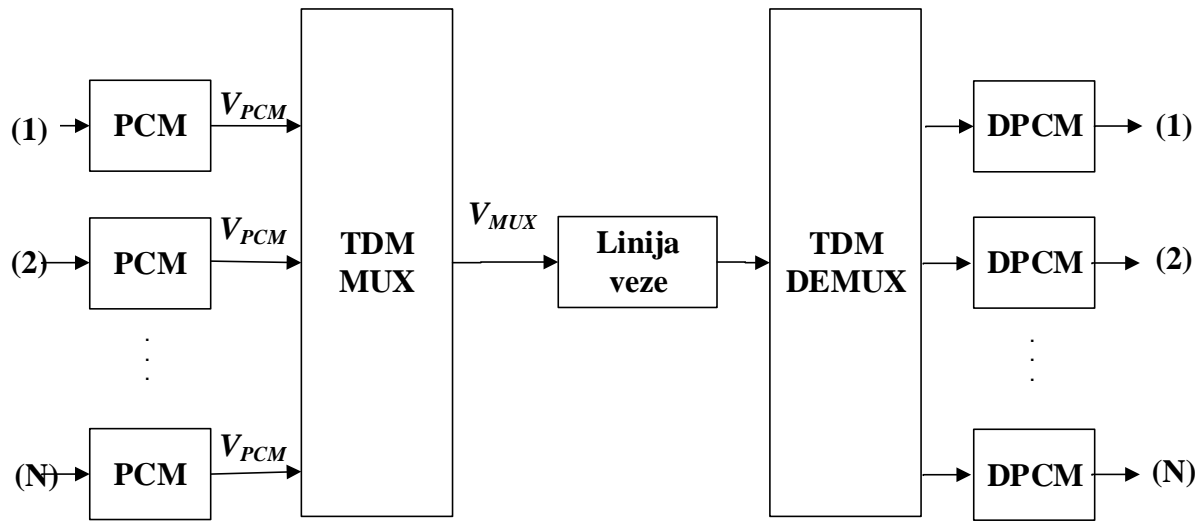 (1) PCM V_PCM DPCM (1)
(2) PCM V_PCM TDM MUX V_MUX Linija veze TDM DEMUX DPCM (2)
(N) PCM V_PCM DPCM (N)